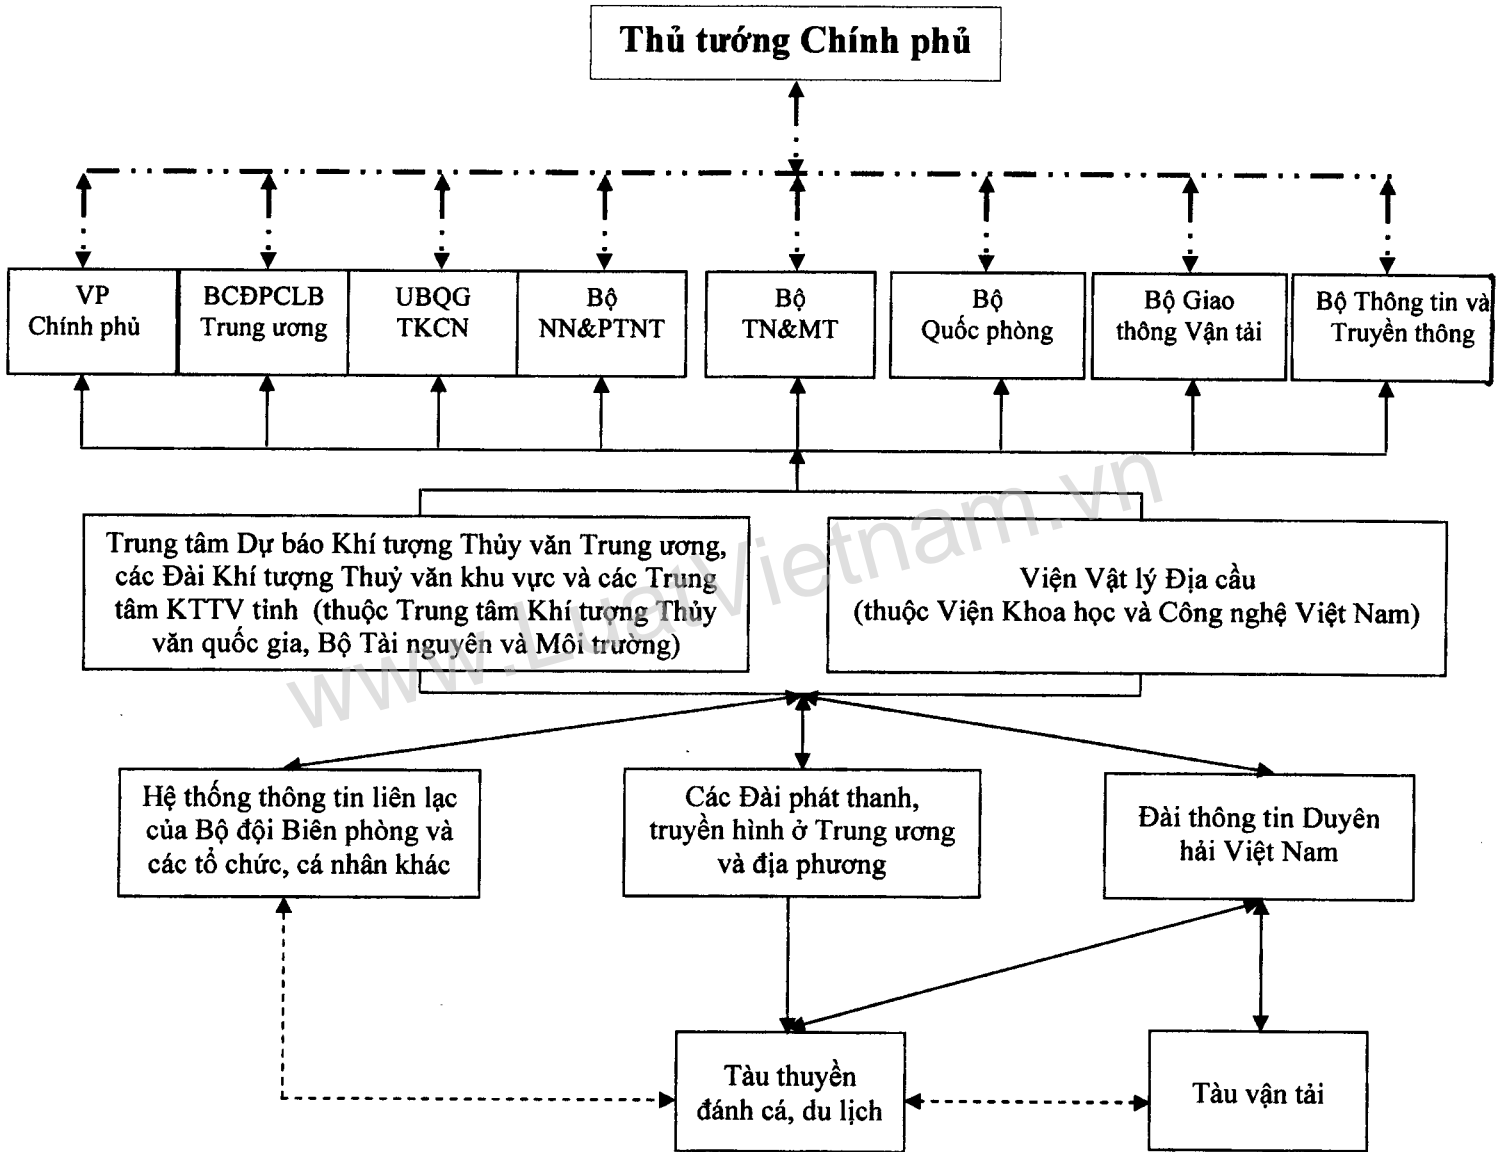 Thủ tướng Chính phủ
VP
Chính phủ
BCĐPCLB
Trung ương
UBQG
TKCN
Bộ
NN&PTNT
Bộ
TN&MT
Bộ
Quốc phòng
Bộ Giao
thông Vận tải
Bộ Thông tin và
Truyền thông
Trung tâm Dự báo Khí tượng Thủy văn Trung ương,
các Đài Khí tượng Thuỷ văn khu vực và các Trung
tâm KTTV tỉnh (thuộc Trung tâm Khí tượng Thủy
văn quốc gia, Bộ Tài nguyên và Môi trường)
Viện Vật lý Địa cầu
(thuộc Viện Khoa học và Công nghệ Việt Nam)
www.LuatVietnam.vn
Hệ thống thông tin liên lạc
của Bộ đội Biên phòng và
các tổ chức, cá nhân khác
Các Đài phát thanh,
truyền hình ở Trung ương
và địa phương
Đài thông tin Duyên
hải Việt Nam
Tàu thuyền
đánh cá, du lịch
Tàu vận tải